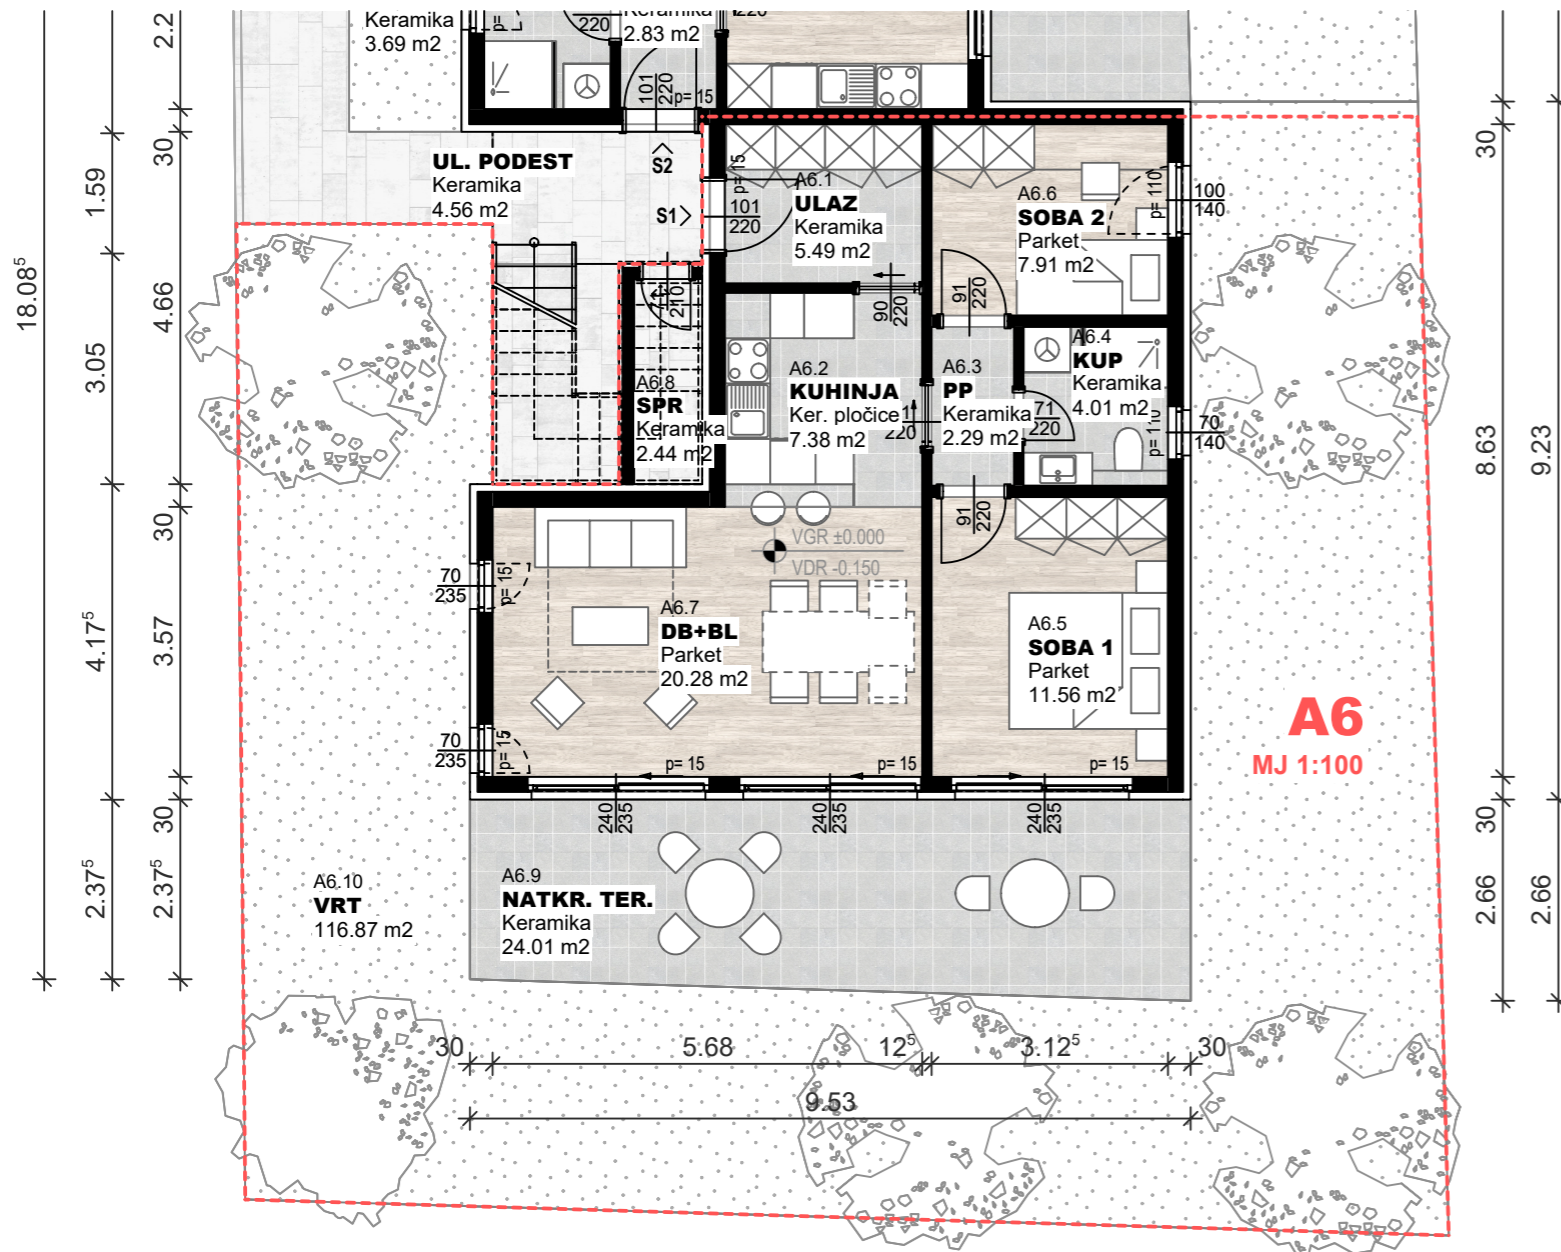 Keramika
3.69 m2
220
Keramika
2.83 m2
220
101
220
p= 15
UL. PODEST
Keramika
4.56 m2
S2
S1
p= 15
101
220
A6.1
ULAZ
Keramika
5.49 m2
A6.6
SOBA 2
Parket
7.91 m2
p= 110
100
140
210
90
220
91
220
A6.8
SPR
Keramika
2.44 m2
A6.2
KUHINJA
Ker. pločice
7.38 m2
220
A6.3
PP
Keramika
2.29 m2
71
220
A6.4
KUP
Keramika
4.01 m2
p= 110
70
140
91
220
VGR ±0.000
VDR -0.150
70
235
p= 15
A6.7
DB+BL
Parket
20.28 m2
A6.5
SOBA 1
Parket
11.56 m2
70
235
p= 15
p= 15
p= 15
p= 15
240
235
240
235
240
235
A6
MJ 1:100
A6.10
VRT
116.87 m2
A6.9
NATKR. TER.
Keramika
24.01 m2
18.08⁵
1.59
3.05
4.17⁵
2.37⁵
2.2
30
4.66
30
3.57
30
2.37⁵
30
8.63
30
2.66
9.23
2.66
30
5.68
12⁵
3.12⁵
30
9.53